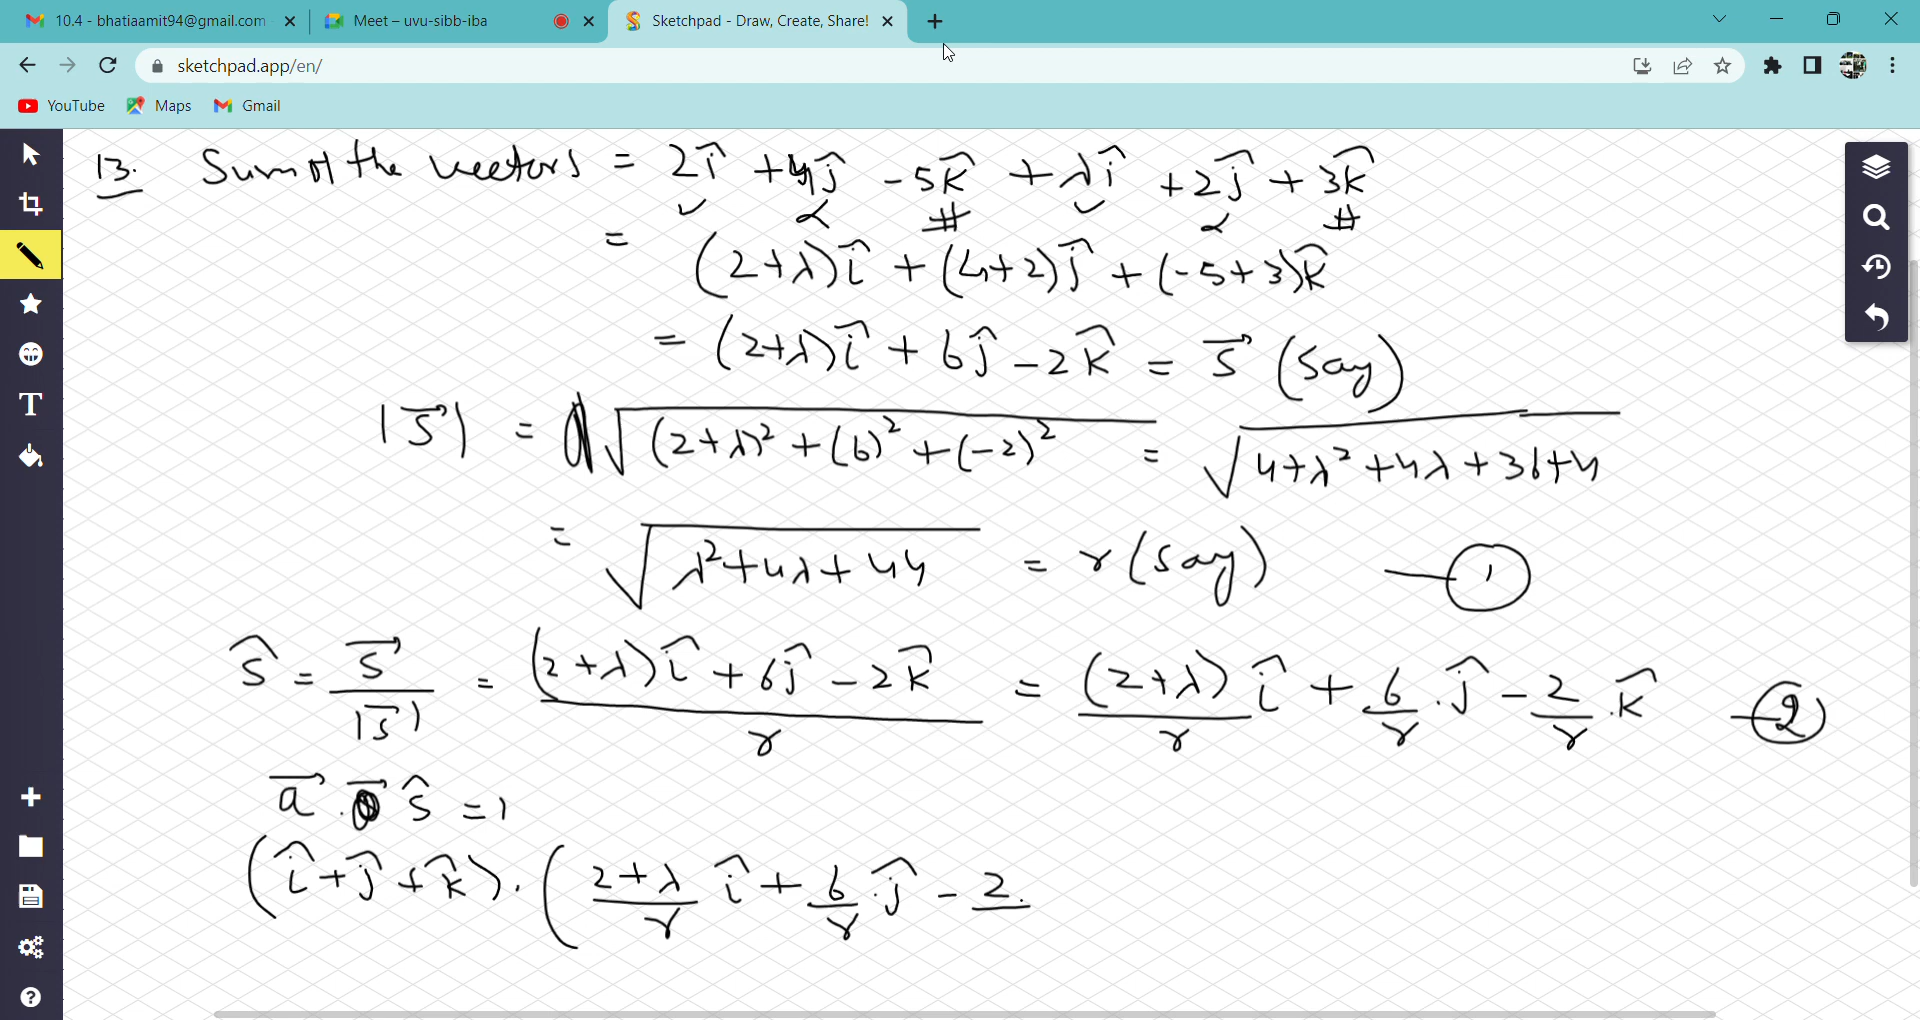 10.4 - bhatiaamit94@gmail.com
Meet – uvu-sibb-iba
Sketchpad - Draw, Create, Share!
sketchpad.app/en/
YouTube
Maps
Gmail
13. Sum of the vectors = 2î + 4ĵ - 5k̂ + λî + 2ĵ + 3k̂
= (2+λ)î + (4+2)ĵ + (-5+3)k̂
= (2+λ)î + 6ĵ - 2k̂ = s⃗ (say)
|s⃗| = √((2+λ)² + (6)² + (-2)²) = √(4+λ²+4λ+36+4)
= √(λ²+4λ+44) = r (say) — 1
ŝ = s⃗/|s⃗| = ((2+λ)î + 6ĵ - 2k̂)/r = (2+λ)/r î + 6/r . ĵ - 2/r . k̂ — 2
a⃗ . ŝ = 1
(î + ĵ + k̂) . ( (2+λ)/r î + 6/r . ĵ - 2